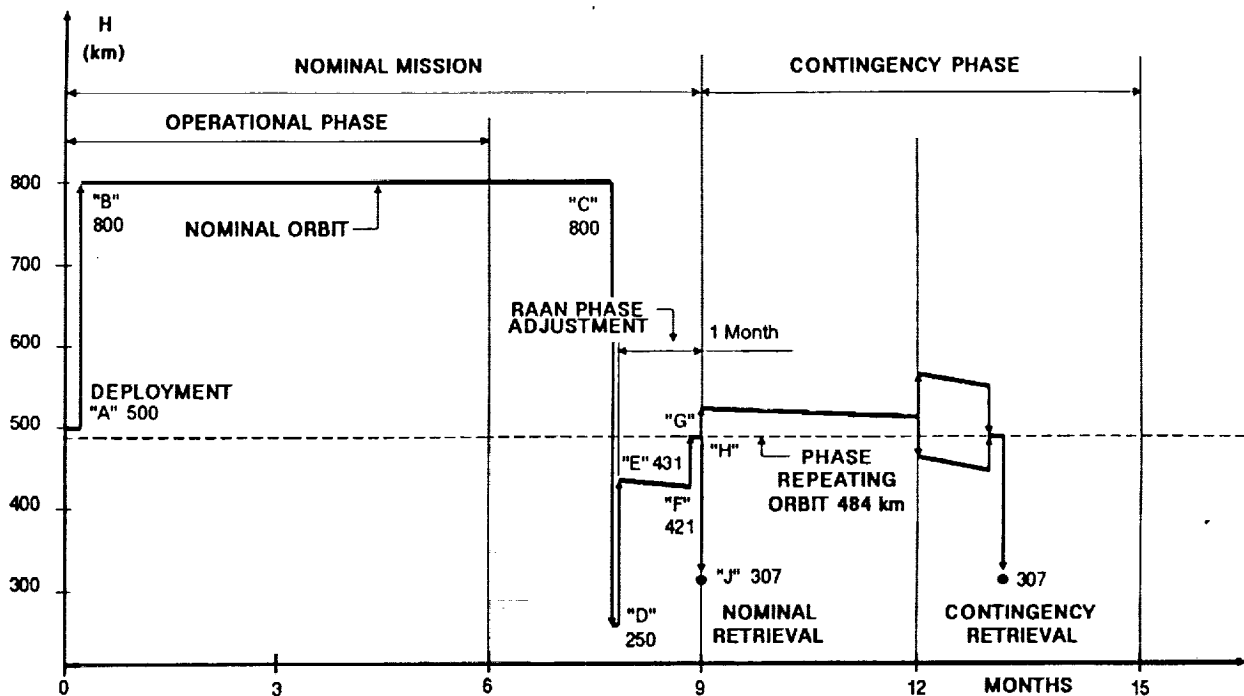 H
(km)
NOMINAL MISSION
CONTINGENCY PHASE
OPERATIONAL PHASE
800
"B"
800
NOMINAL ORBIT
"C"
800
700
RAAN PHASE
ADJUSTMENT
1 Month
600
DEPLOYMENT
"A" 500
500
"G"
"H"
PHASE
REPEATING
ORBIT 484 km
"E" 431
"F"
421
400
300
"J" 307
307
"D"
250
NOMINAL
RETRIEVAL
CONTINGENCY
RETRIEVAL
0
3
6
9
12
MONTHS
15